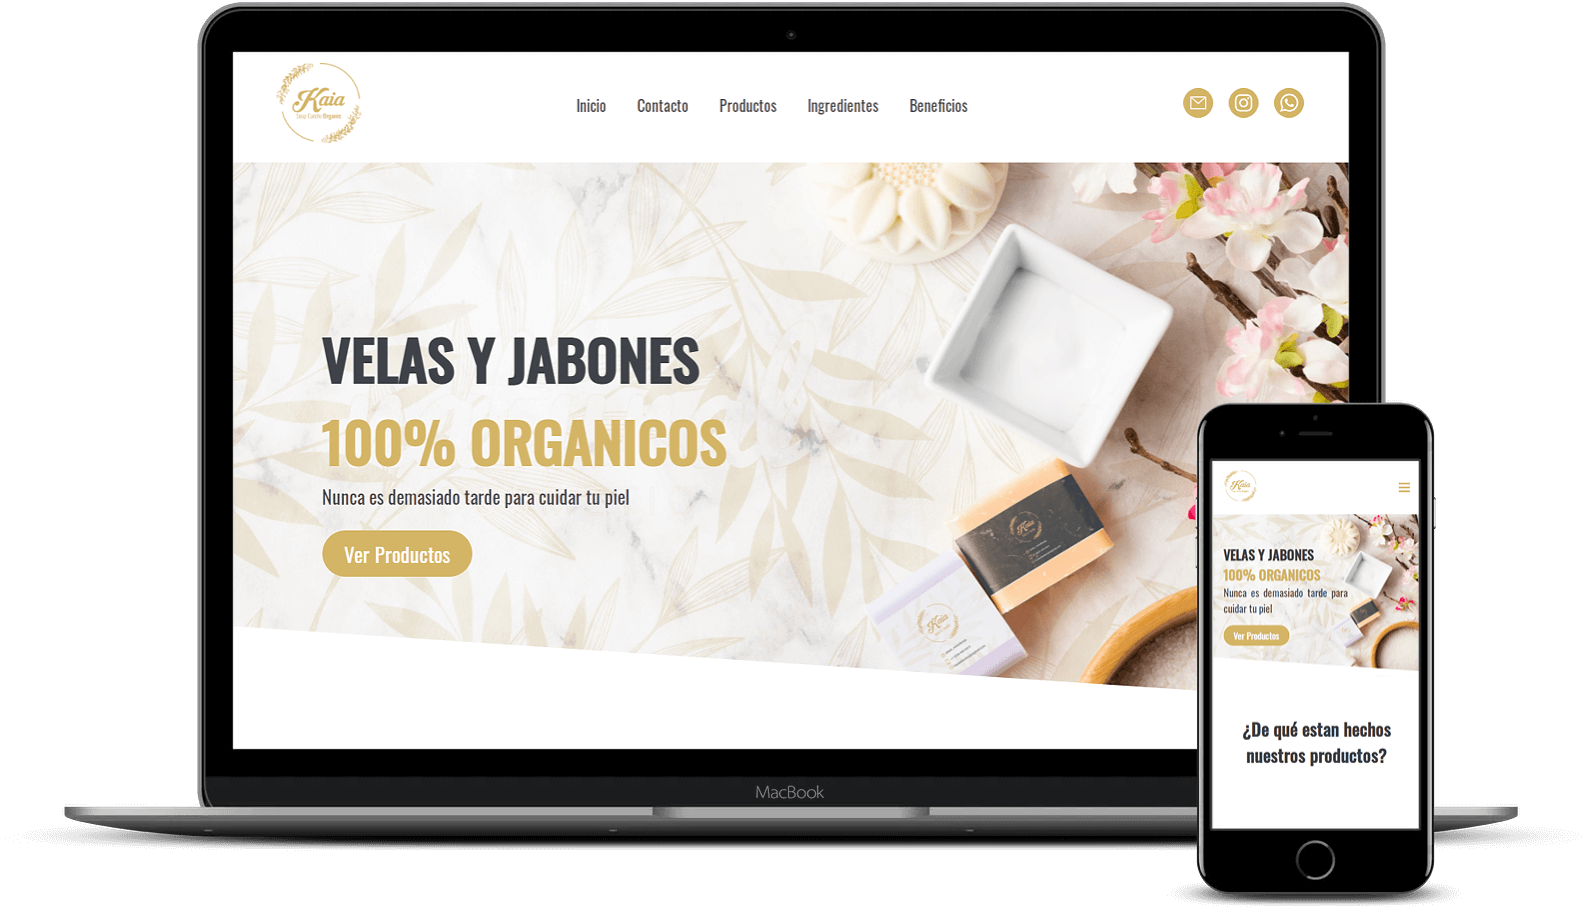 Kaia
Soap Candle Organic
Inicio
Contacto
Productos
Ingredientes
Beneficios
VELAS Y JABONES
100% ORGANICOS
Nunca es demasiado tarde para cuidar tu piel
Ver Productos
Kaia
Kaia
MacBook
Kaia
VELAS Y JABONES
100% ORGANICOS
Nunca es demasiado tarde para
cuidar tu piel
Ver Productos
¿De qué estan hechos
nuestros productos?